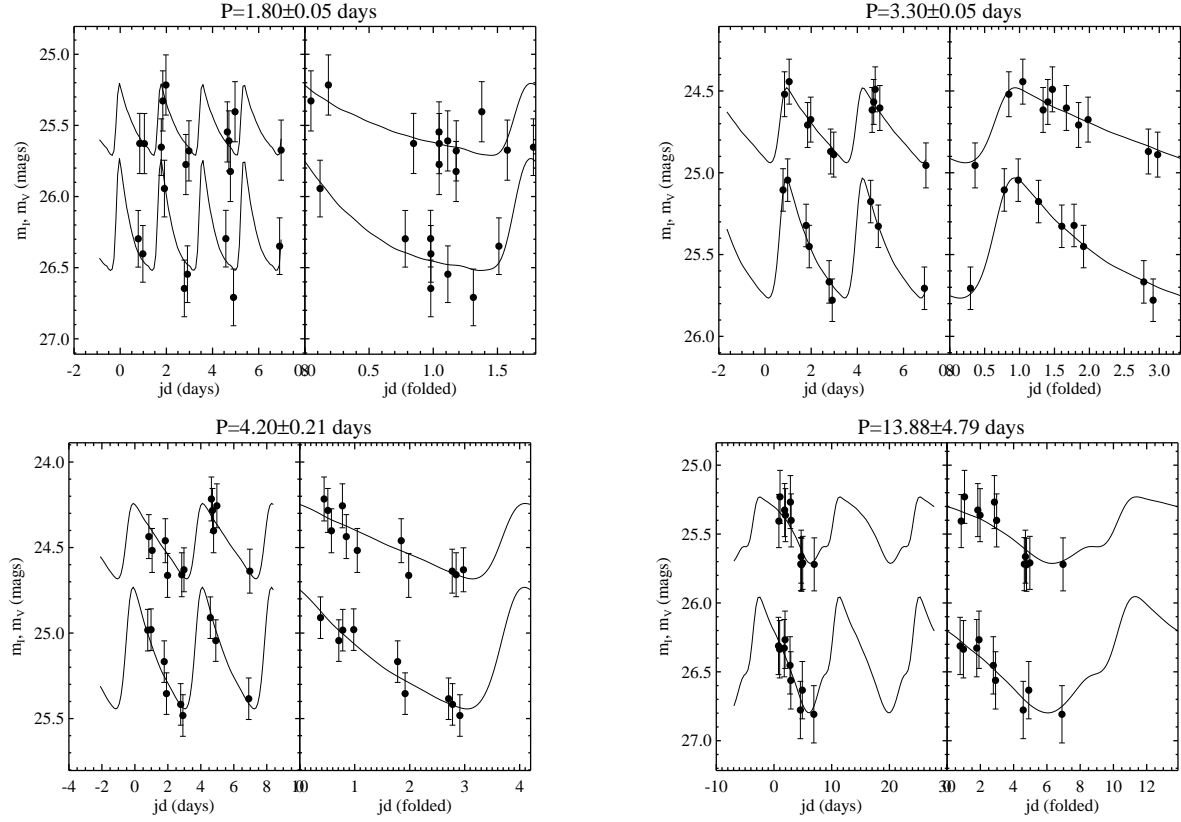 P=1.80±0.05 days
25.0
25.5
26.0
26.5
27.0
m_I, m_V (mags)
-2 0 2 4 6 8
0.0 0.5 1.0 1.5
jd (days)
jd (folded)
P=3.30±0.05 days
24.5
25.0
25.5
26.0
m_I, m_V (mags)
-2 0 2 4 6 8
0.0 0.5 1.0 1.5 2.0 2.5 3.0
jd (days)
jd (folded)
P=4.20±0.21 days
24.0
24.5
25.0
25.5
m_I, m_V (mags)
-4 -2 0 2 4 6 8 10
0 1 2 3 4
jd (days)
jd (folded)
P=13.88±4.79 days
25.0
25.5
26.0
26.5
27.0
m_I, m_V (mags)
-10 0 10 20 30
0 2 4 6 8 10 12
jd (days)
jd (folded)